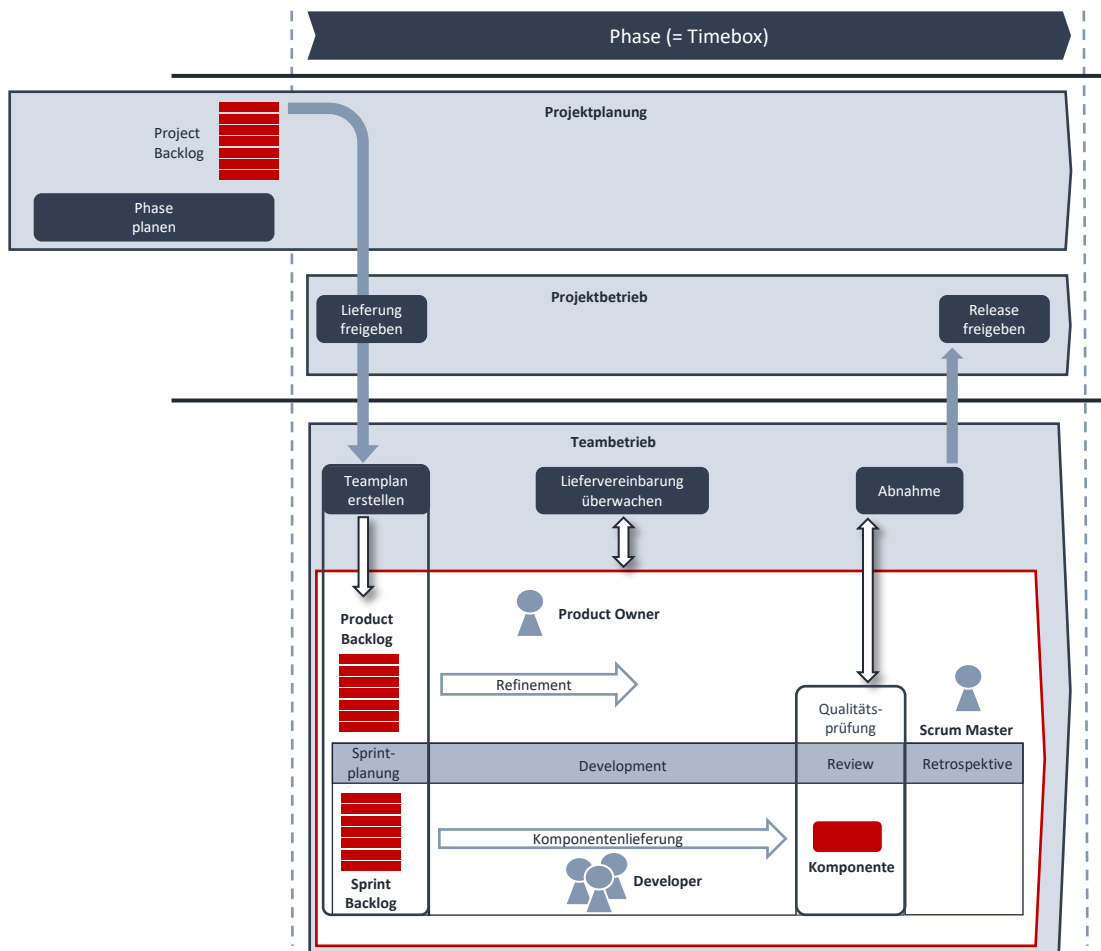 Phase (= Timebox)
Projektplanung
Project
Backlog
Phase
planen
Projektbetrieb
Lieferung
freigeben
Release
freigeben
Teambetrieb
Teamplan
erstellen
Liefervereinbarung
überwachen
Abnahme
Product
Backlog
Product Owner
Refinement
Qualitäts-
prüfung
Scrum Master
Sprint-
planung
Development
Review
Retrospektive
Komponentenlieferung
Developer
Komponente
Sprint
Backlog